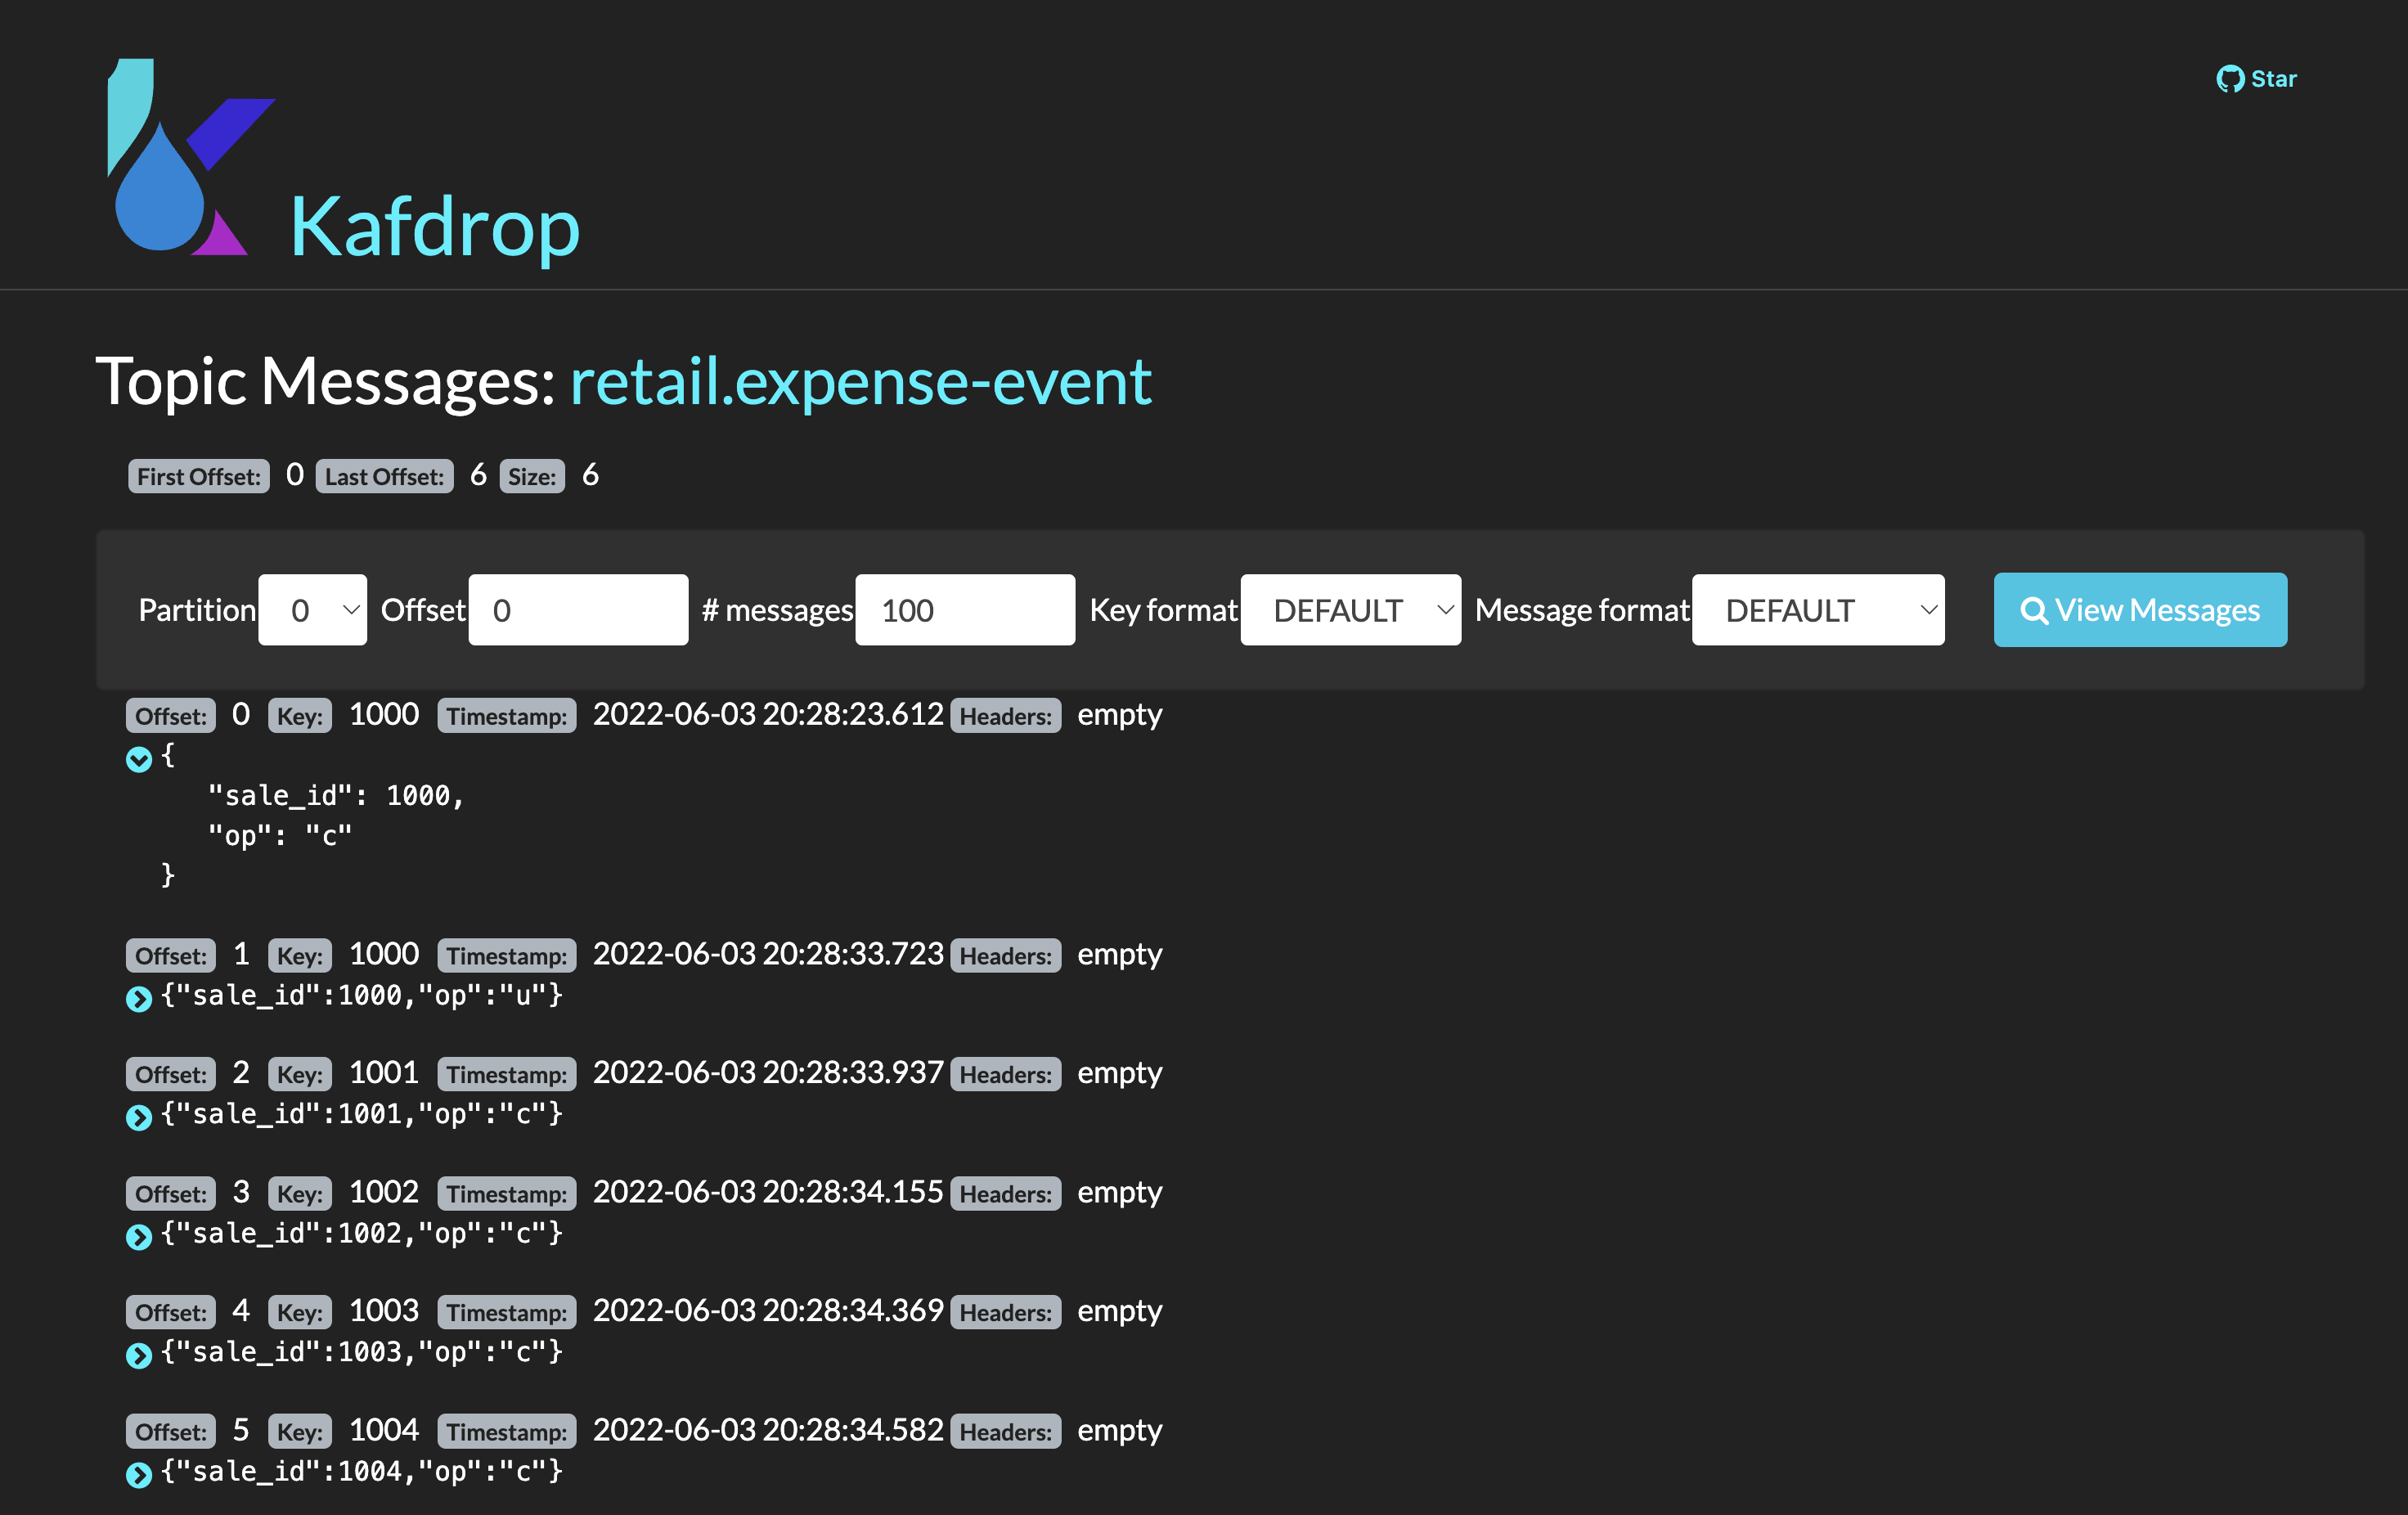 Star
Kafdrop
Topic Messages: retail.expense-event
First Offset: 0 Last Offset: 6 Size: 6
Partition 0 Offset 0 # messages 100 Key format DEFAULT Message format DEFAULT View Messages
Offset: 0 Key: 1000 Timestamp: 2022-06-03 20:28:23.612 Headers: empty
{
"sale_id": 1000,
"op": "c"
}
Offset: 1 Key: 1000 Timestamp: 2022-06-03 20:28:33.723 Headers: empty
{"sale_id":1000,"op":"u"}
Offset: 2 Key: 1001 Timestamp: 2022-06-03 20:28:33.937 Headers: empty
{"sale_id":1001,"op":"c"}
Offset: 3 Key: 1002 Timestamp: 2022-06-03 20:28:34.155 Headers: empty
{"sale_id":1002,"op":"c"}
Offset: 4 Key: 1003 Timestamp: 2022-06-03 20:28:34.369 Headers: empty
{"sale_id":1003,"op":"c"}
Offset: 5 Key: 1004 Timestamp: 2022-06-03 20:28:34.582 Headers: empty
{"sale_id":1004,"op":"c"}